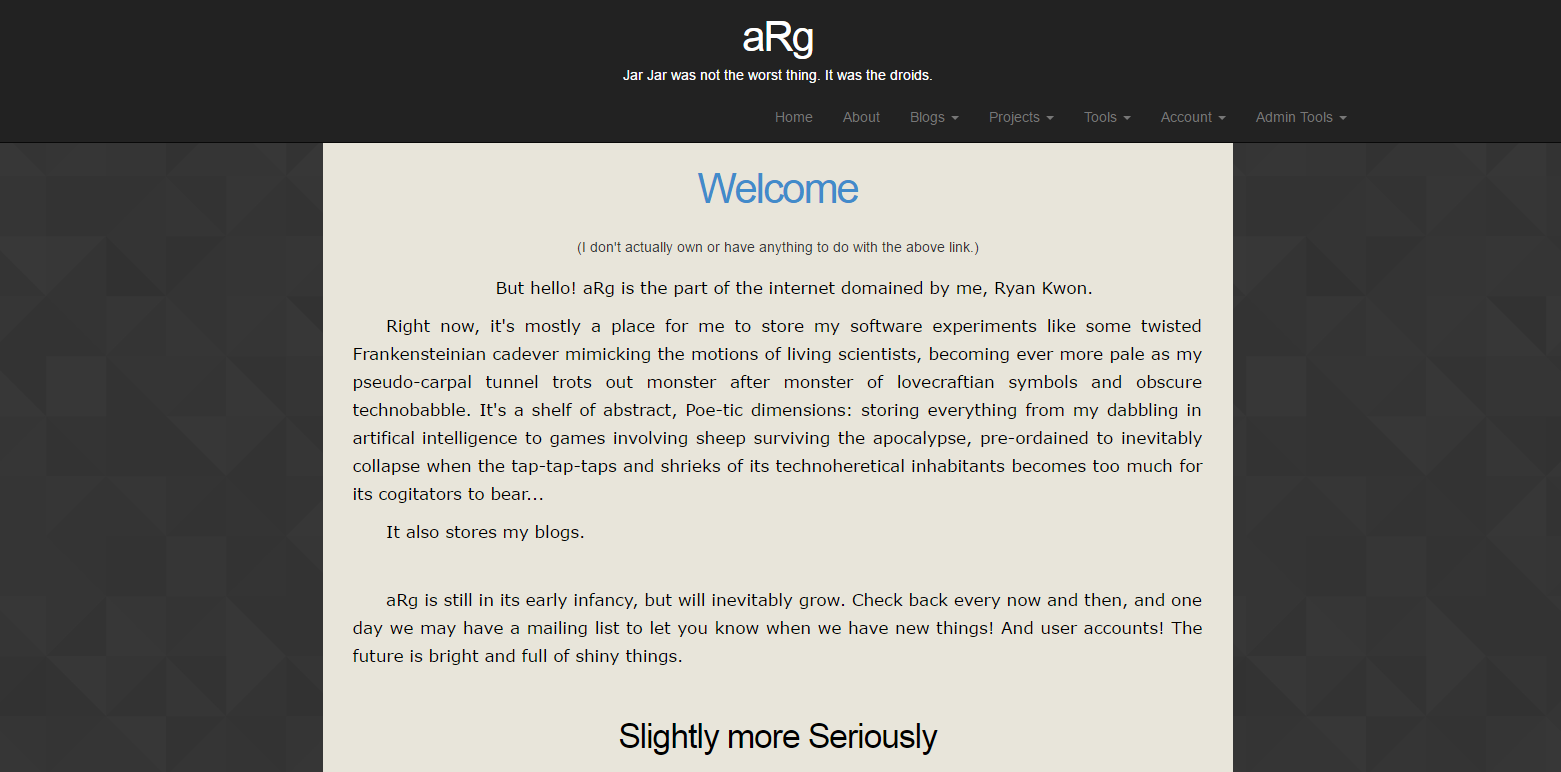 aRg
Jar Jar was not the worst thing. It was the droids.
Home About Blogs Projects Tools Account Admin Tools
Welcome
(I don't actually own or have anything to do with the above link.)
But hello! aRg is the part of the internet domained by me, Ryan Kwon.
Right now, it's mostly a place for me to store my software experiments like some twisted
Frankensteinian cadever mimicking the motions of living scientists, becoming ever more pale as my
pseudo-carpal tunnel trots out monster after monster of lovecraftian symbols and obscure
technobabble. It's a shelf of abstract, Poe-tic dimensions: storing everything from my dabbling in
artifical intelligence to games involving sheep surviving the apocalypse, pre-ordained to inevitably
collapse when the tap-tap-taps and shrieks of its technoheretical inhabitants becomes too much for
its cogitators to bear...
It also stores my blogs.
aRg is still in its early infancy, but will inevitably grow. Check back every now and then, and one
day we may have a mailing list to let you know when we have new things! And user accounts! The
future is bright and full of shiny things.
Slightly more Seriously